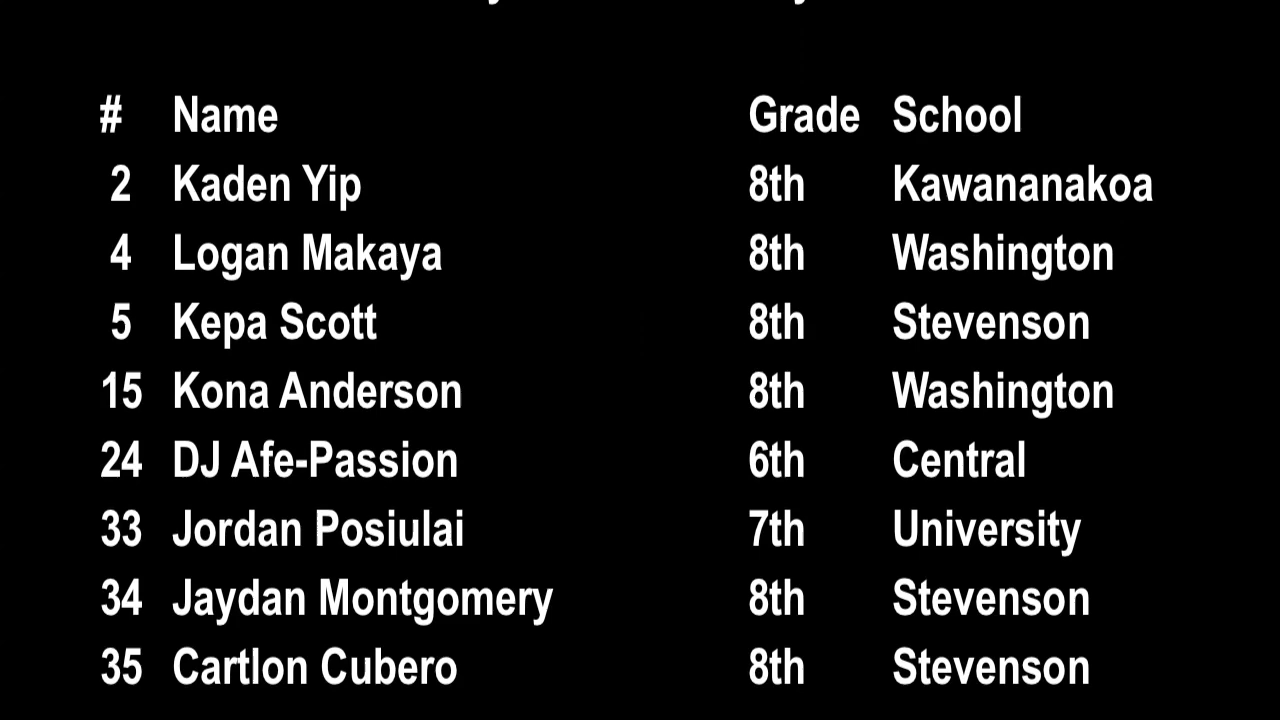 # Name Grade School
2 Kaden Yip 8th Kawananakoa
4 Logan Makaya 8th Washington
5 Kepa Scott 8th Stevenson
15 Kona Anderson 8th Washington
24 DJ Afe-Passion 6th Central
33 Jordan Posiulai 7th University
34 Jaydan Montgomery 8th Stevenson
35 Cartlon Cubero 8th Stevenson